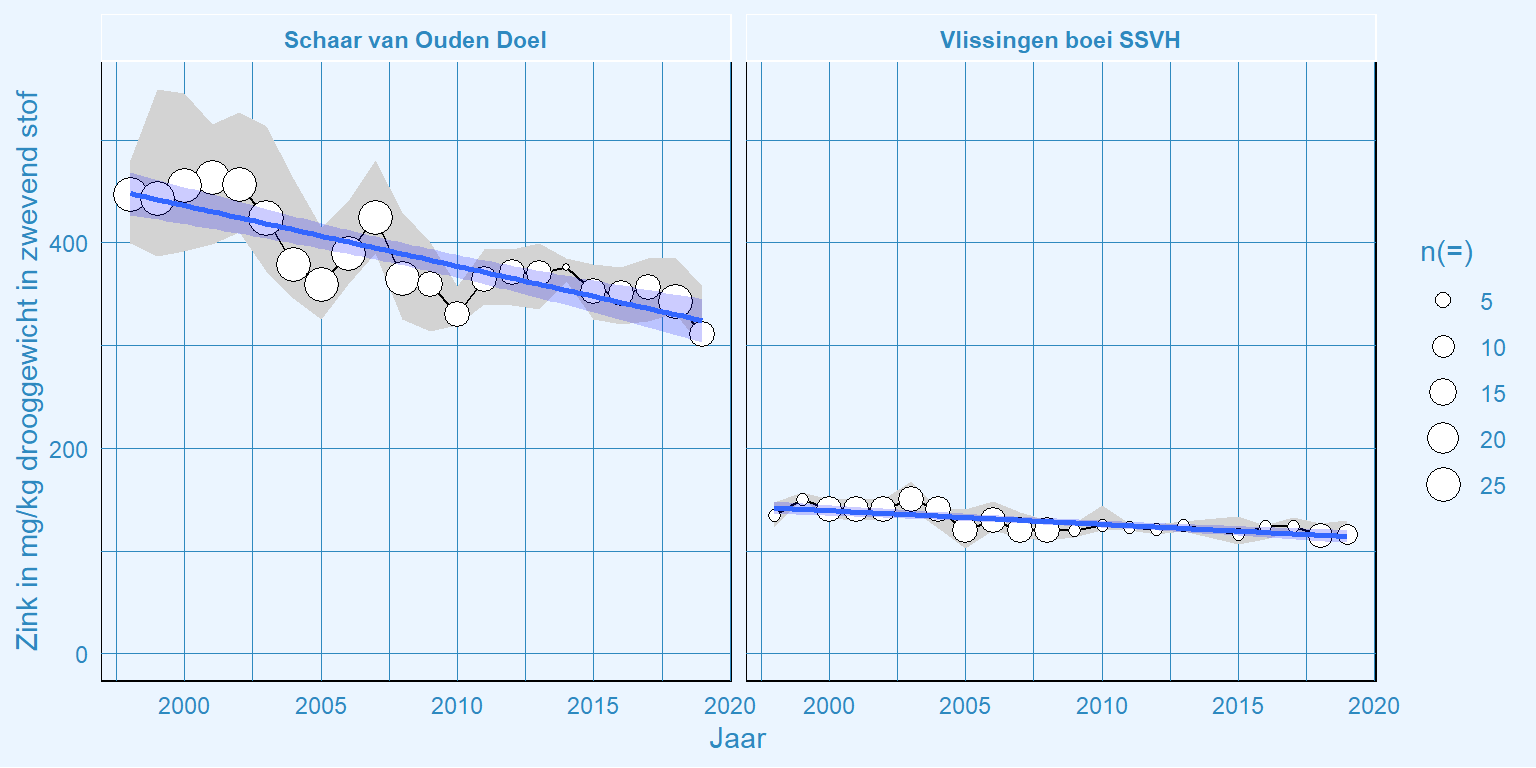 Schaar van Ouden Doel
Vlissingen boei SSVH
Zink in mg/kg drooggewicht in zwevend stof
400
200
0
2000 2005 2010 2015 2020
2000 2005 2010 2015 2020
Jaar
n(=)
5
10
15
20
25